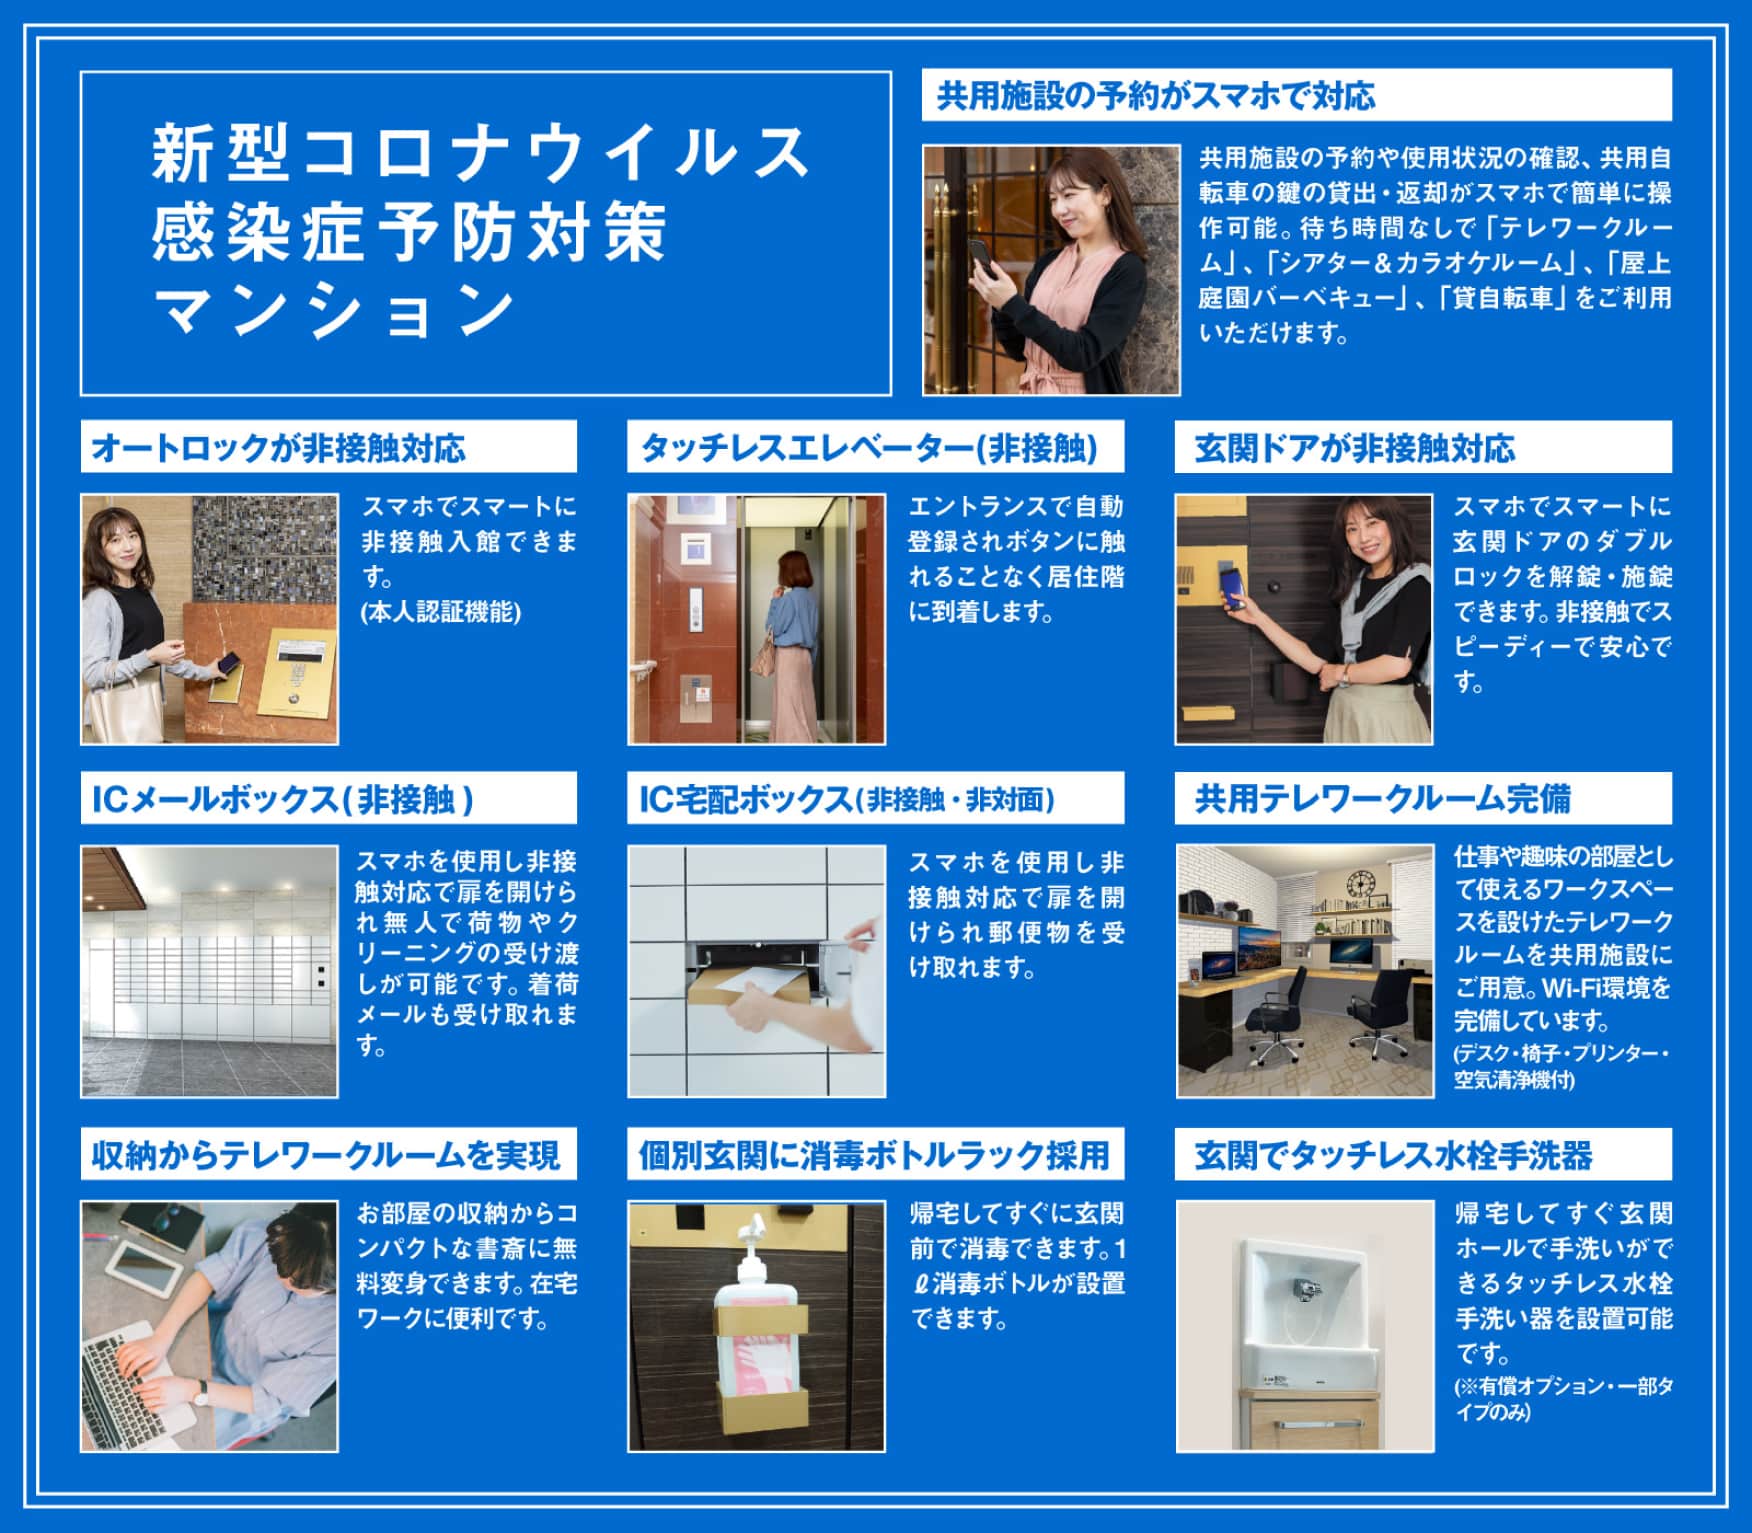 新型コロナウイルス
感染症予防対策
マンション
共用施設の予約がスマホで対応
共用施設の予約や使用状況の確認、共用自
転車の鍵の貸出・返却がスマホで簡単に操
作可能。待ち時間なしで「テレワークルー
ム」、「シアター＆カラオケルーム」、「屋上
庭園バーベキュー」、「貸自転車」をご利用
いただけます。
オートロックが非接触対応
スマホでスマートに
非接触入館できま
す。
(本人認証機能)
タッチレスエレベーター(非接触)
エントランスで自動
登録されボタンに触
れることなく居住階
に到着します。
玄関ドアが非接触対応
スマホでスマートに
玄関ドアのダブル
ロックを解錠・施錠
できます。非接触でス
ピーディーで安心で
す。
ICメールボックス(非接触)
スマホを使用し非接
触対応で扉を開けら
れ無人で荷物やク
リーニングの受け渡
しが可能です。着荷
メールも受け取れま
す。
IC宅配ボックス(非接触・非対面)
スマホを使用し非
接触対応で扉を開
けられ郵便物を受
け取れます。
共用テレワークルーム完備
仕事や趣味の部屋とし
て使えるワークスペー
スを設けたテレワーク
ルームを共用施設に
ご用意。Wi-Fi環境を
完備しています。
(デスク・椅子・プリンター・
空気清浄機付)
収納からテレワークルームを実現
お部屋の収納からコ
ンパクトな書斎に無
料変身できます。在宅
ワークに便利です。
個別玄関に消毒ボトルラック採用
帰宅してすぐに玄関
前で消毒できます。1
ℓ消毒ボトルが設置
できます。
玄関でタッチレス水栓手洗器
帰宅してすぐ玄関
ホールで手洗いがで
きるタッチレス水栓
手洗い器を設置可能
です。
(※有償オプション・一部タ
イプのみ)